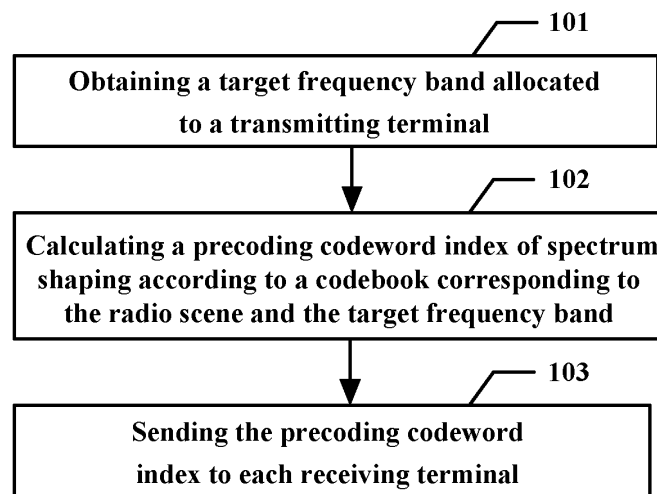 101
Obtaining a target frequency band allocated
to a transmitting terminal
102
Calculating a precoding codeword index of spectrum
shaping according to a codebook corresponding to
the radio scene and the target frequency band
103
Sending the precoding codeword
index to each receiving terminal